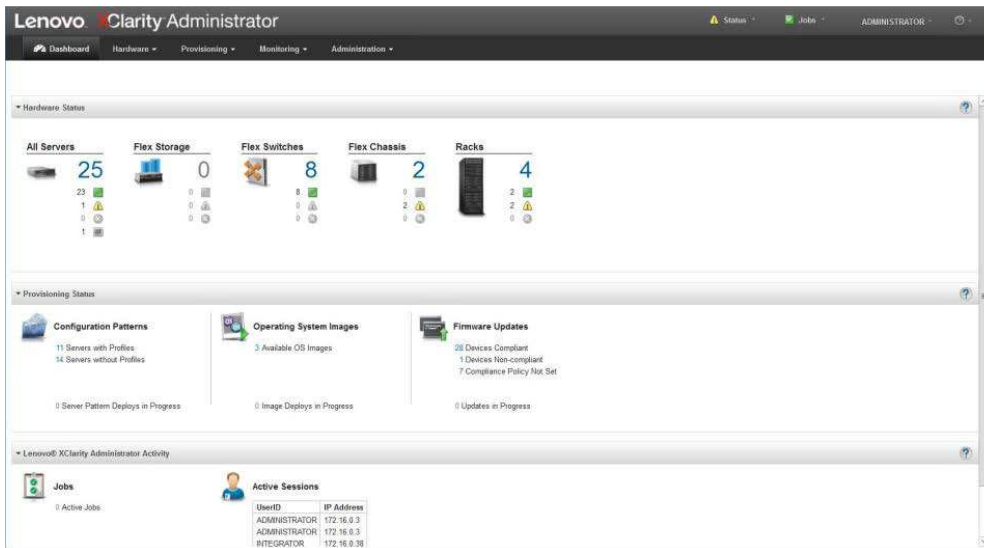 Lenovo XClarity Administrator
Status
Jobs
ADMINISTRATOR
Dashboard
Hardware
Provisioning
Monitoring
Administration
Hardware Status
All Servers
25
23
1
0
1
Flex Storage
0
0
0
0
Flex Switches
8
8
0
0
Flex Chassis
2
0
2
0
Racks
4
2
2
0
Provisioning Status
Configuration Patterns
11 Servers with Profiles
14 Servers without Profiles
0 Server Pattern Deploys in Progress
Operating System Images
3 Available OS Images
0 Image Deploys in Progress
Firmware Updates
28 Devices Compliant
1 Devices Non-compliant
7 Compliance Policy Not Set
0 Updates in Progress
Lenovo® XClarity Administrator Activity
Jobs
0 Active Jobs
Active Sessions
UserID IP Address
ADMINISTRATOR 172.16.0.3
ADMINISTRATOR 172.16.0.3
INTEGRATOR 172.16.0.38